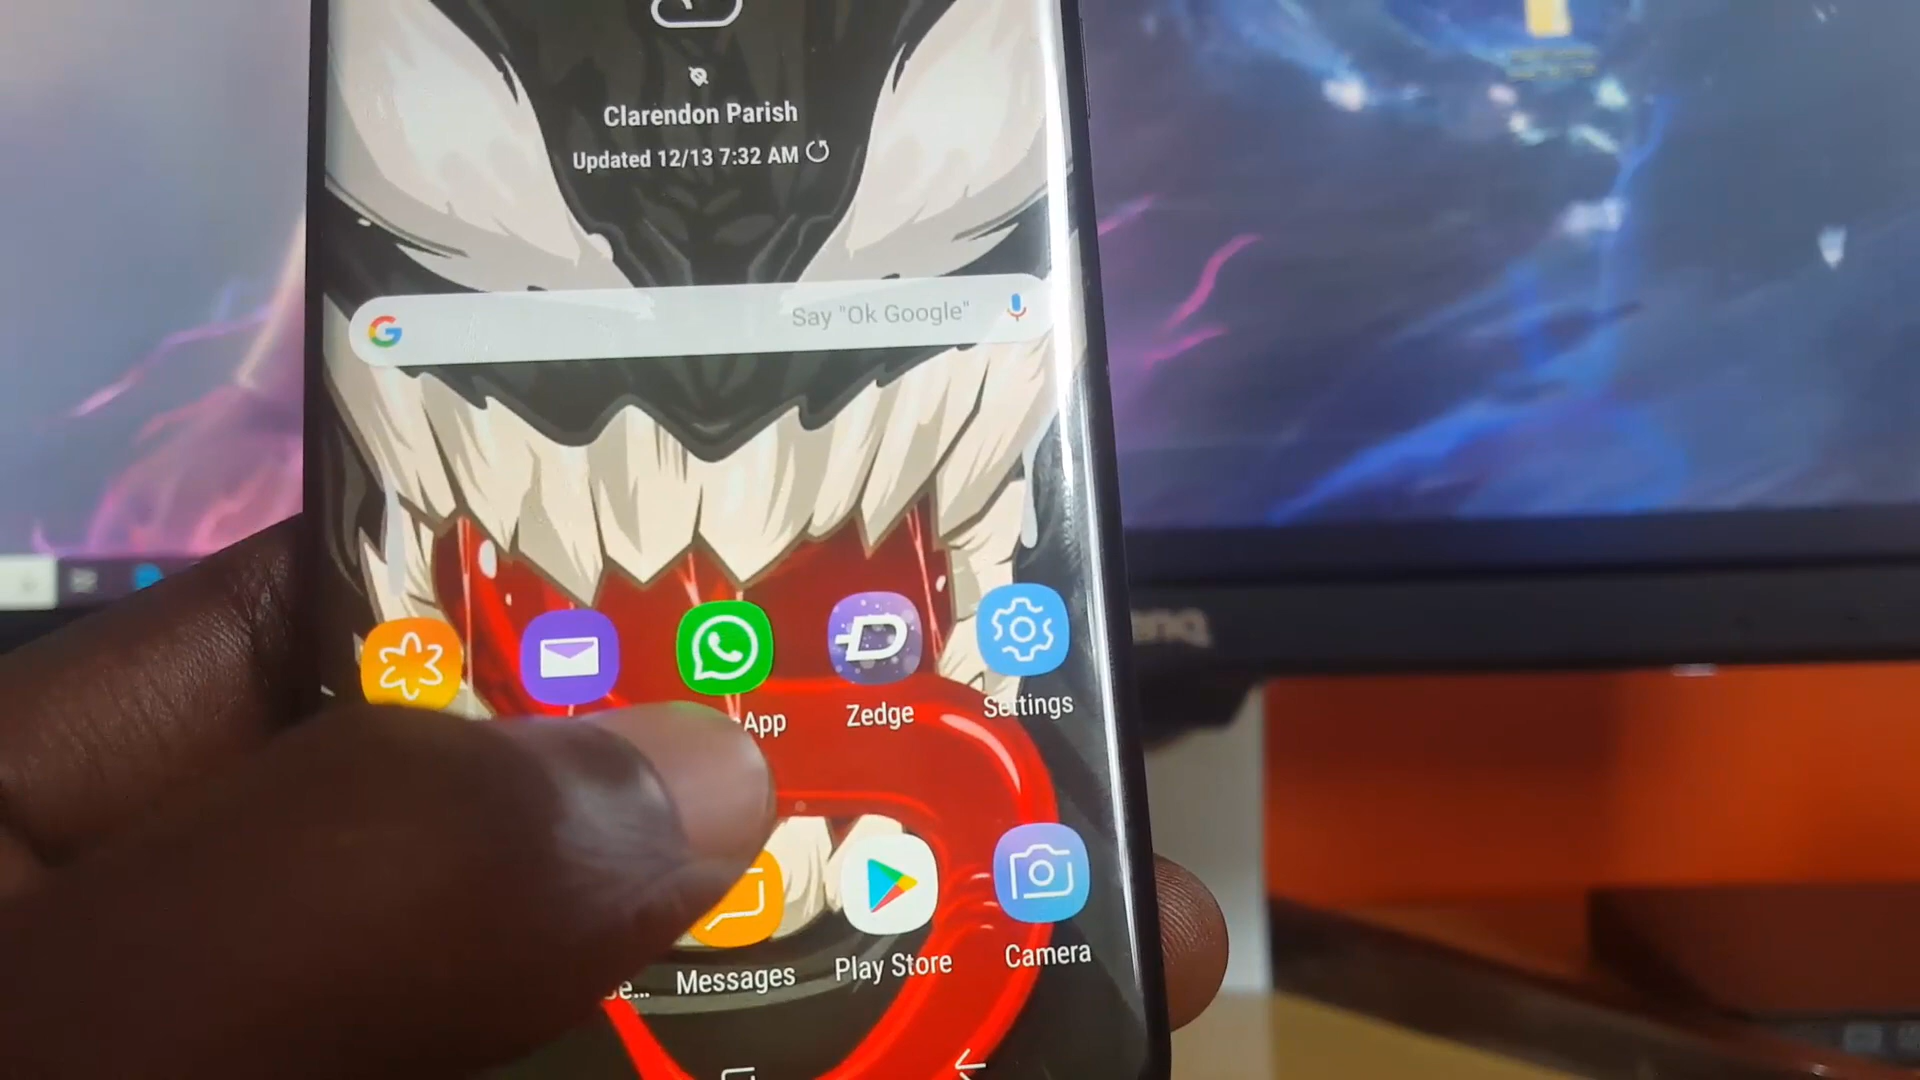 Clarendon Parish
Updated 12/13 7:32 AM
G
Say "Ok Google"
App
Zedge
Settings
Messages
Play Store
Camera